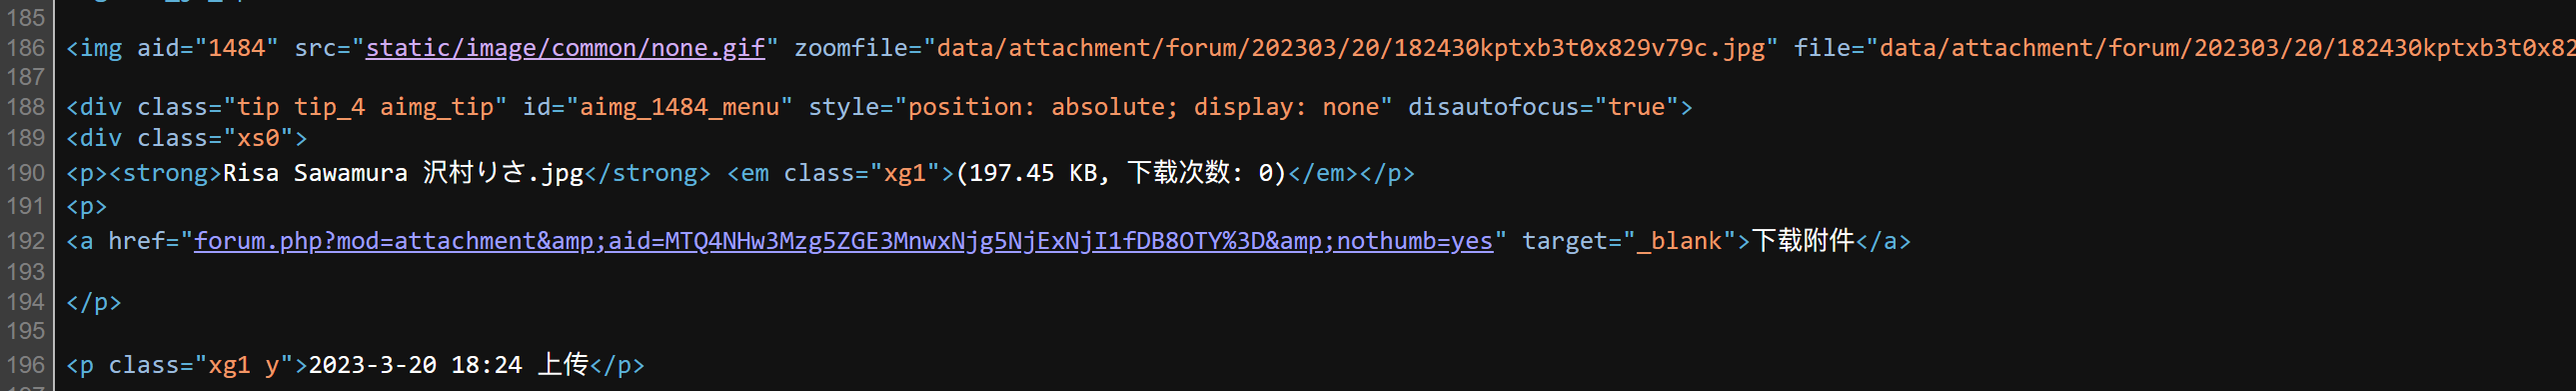 185
186 <img aid="1484" src="static/image/common/none.gif" zoomfile="data/attachment/forum/202303/20/182430kptxb3t0x829v79c.jpg" file="data/attachment/forum/202303/20/182430kptxb3t0x82
187
188 <div class="tip tip_4 aimg_tip" id="aimg_1484_menu" style="position: absolute; display: none" disautofocus="true">
189 <div class="xs0">
190 <p><strong>Risa Sawamura 沢村りさ.jpg</strong> <em class="xg1">(197.45 KB, 下载次数: 0)</em></p>
191 <p>
192 <a href="forum.php?mod=attachment&amp;aid=MTQ4NHw3Mzg5ZGE3MnwxNjg5NjExNjI1fDB8OTY%3D&amp;nothumb=yes" target="_blank">下载附件</a>
193
194 </p>
195
196 <p class="xg1 y">2023-3-20 18:24 上传</p>